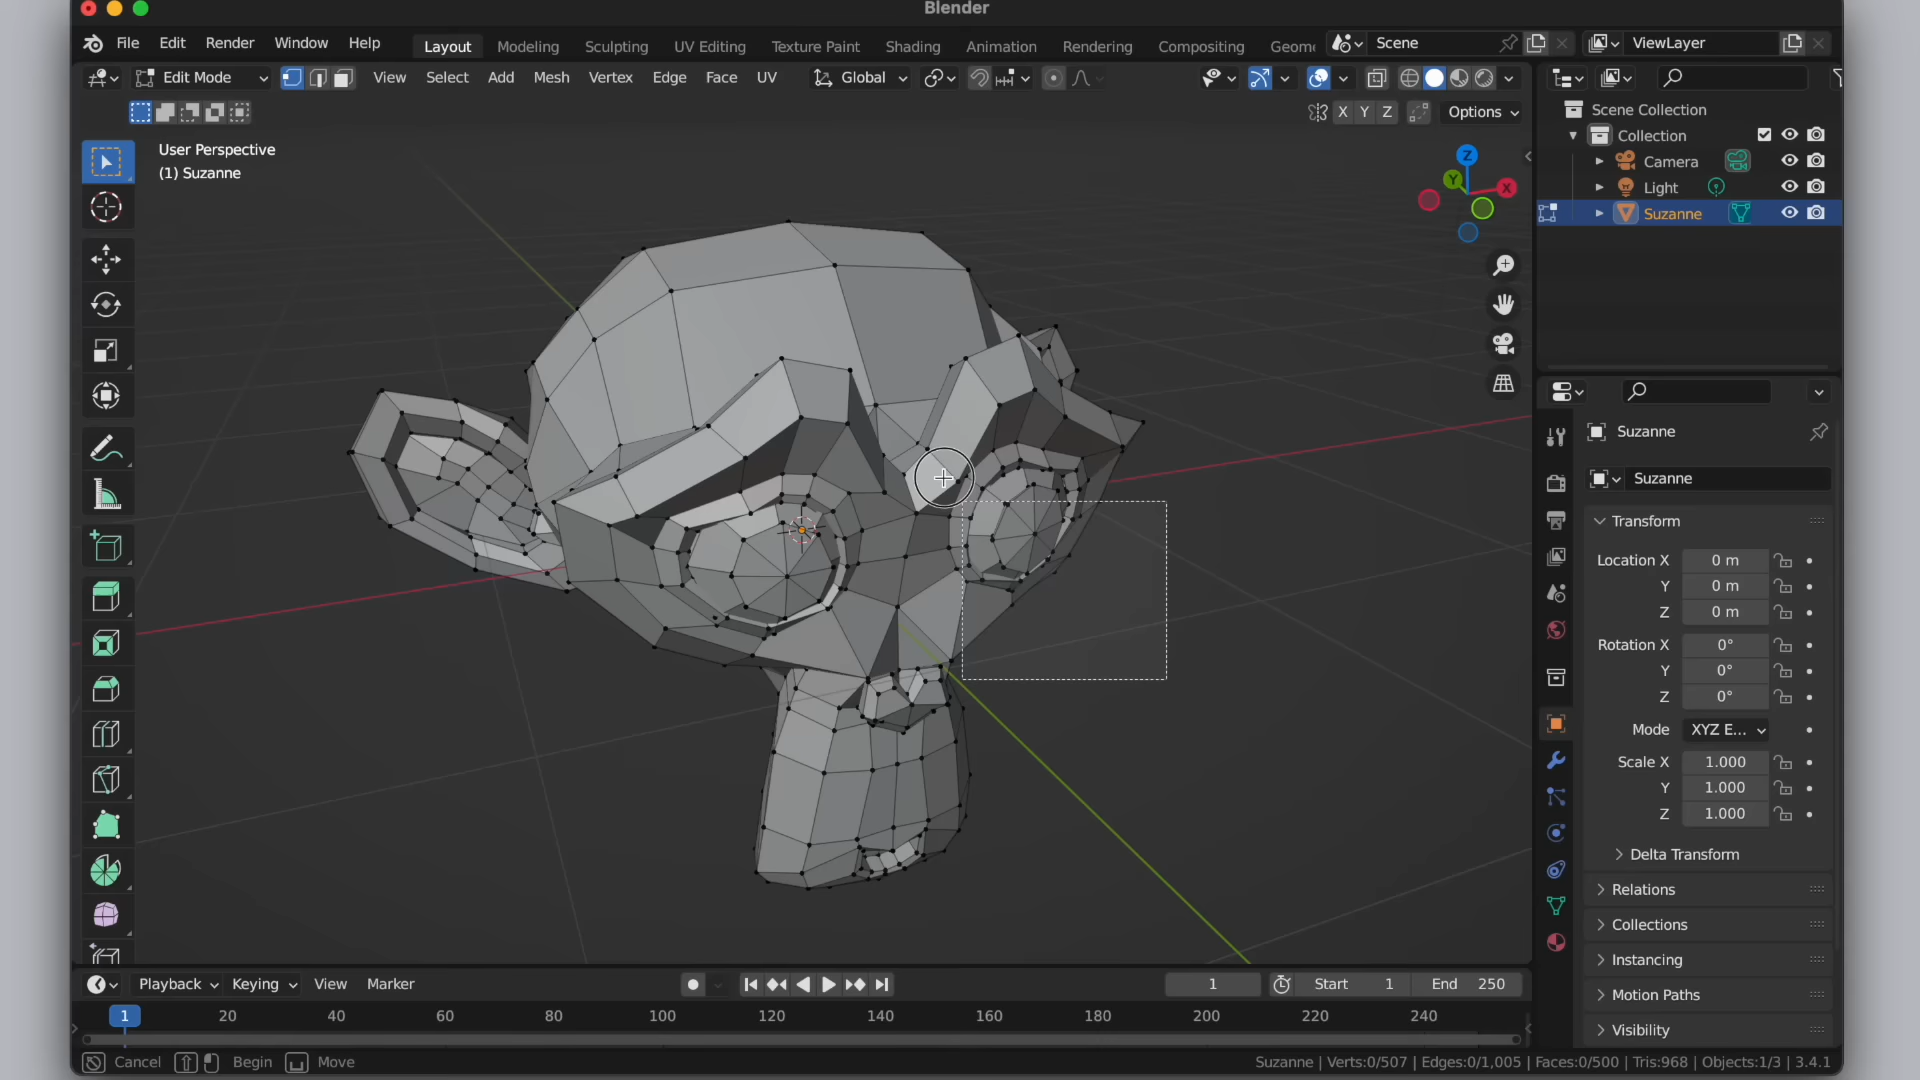 Blender
File Edit Render Window Help Layout Modeling Sculpting UV Editing Texture Paint Shading Animation Rendering Compositing Geome Scene ViewLayer
Edit Mode View Select Add Mesh Vertex Edge Face UV Global
X Y Z Options
User Perspective
(1) Suzanne
Z
Y
X
Scene Collection
Collection
Camera
Light
Suzanne
Suzanne
Suzanne
Transform
Location X 0 m
Y 0 m
Z 0 m
Rotation X 0°
Y 0°
Z 0°
Mode XYZ E...
Scale X 1.000
Y 1.000
Z 1.000
Delta Transform
Relations
Collections
Instancing
Motion Paths
Visibility
Playback Keying View Marker 1 Start 1 End 250
1 20 40 60 80 100 120 140 160 180 200 220 240
Cancel Begin Move Suzanne | Verts:0/507 | Edges:0/1,005 | Faces:0/500 | Tris:968 | Objects:1/3 | 3.4.1